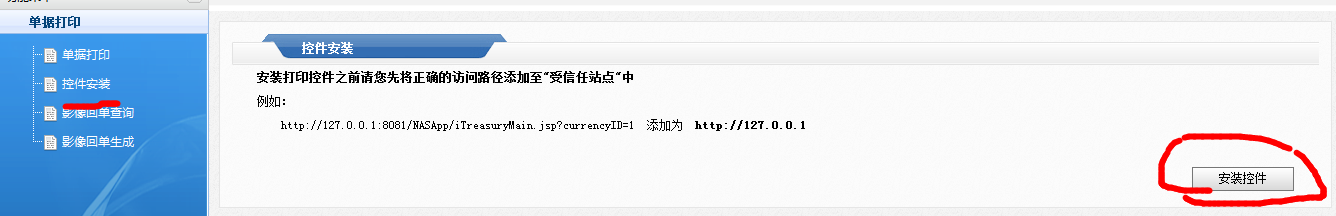 单据打印
单据打印
控件安装
影像回单查询
影像回单生成
控件安装
安装打印控件之前请您先将正确的访问路径添加至"受信任站点"中
例如：
http://127.0.0.1:8081/NASApp/iTreasuryMain.jsp?currencyID=1 添加为 http://127.0.0.1
安装控件